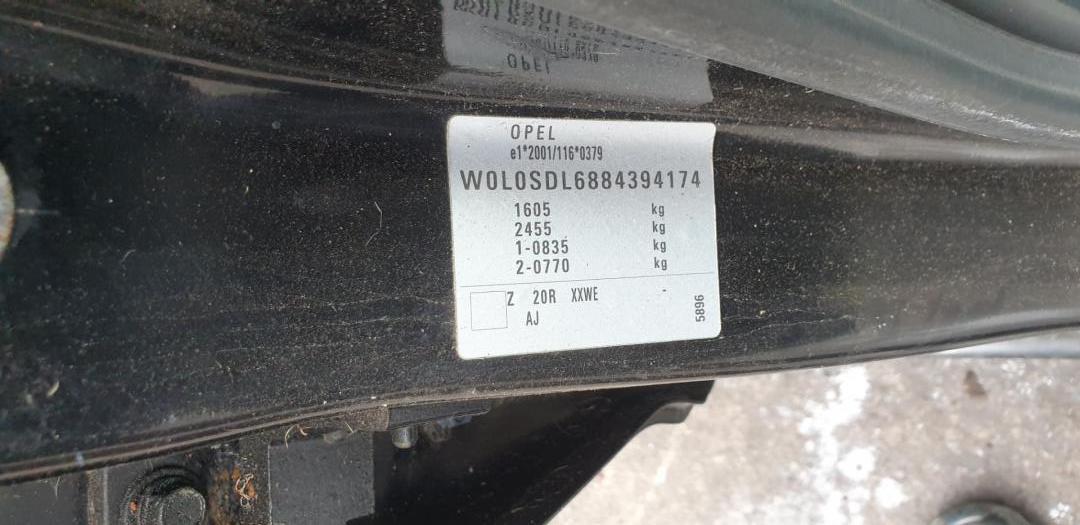 OPEL
e1*2001/116*0379
W0L0SDL6884394174
1605 kg
2455 kg
1-0835 kg
2-0770 kg
Z 20R XXWE -
AJ
5896